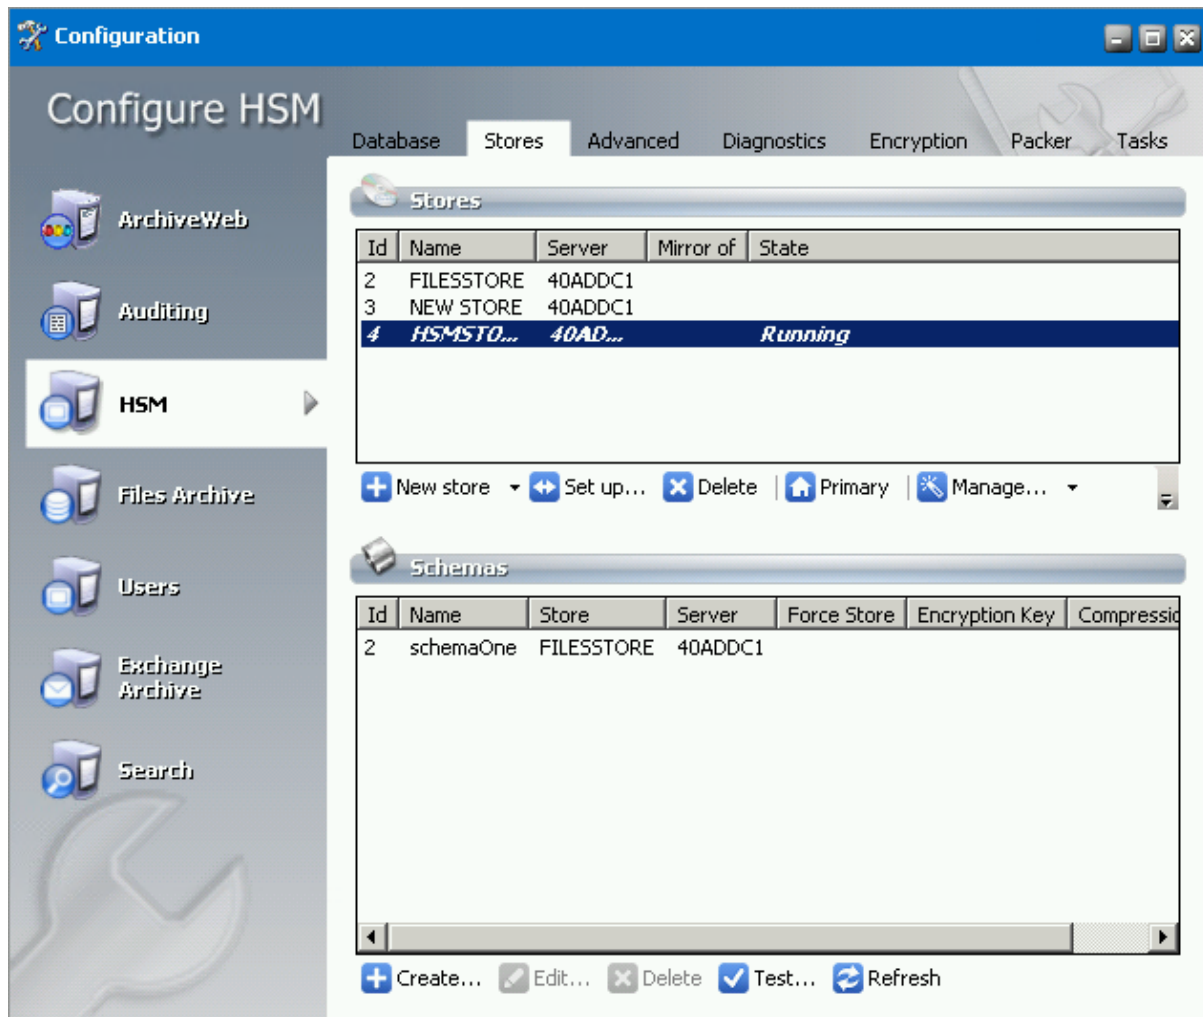 Configuration
Configure HSM
Database Stores Advanced Diagnostics Encryption Packer Tasks
ArchiveWeb
Auditing
HSM
Files Archive
Users
Exchange
Archive
Search
Stores
Id Name Server Mirror of State
2 FILESSTORE 40ADDC1
3 NEW STORE 40ADDC1
4 HSMSTO... 40AD... Running
New store Set up... Delete Primary Manage...
Schemas
Id Name Store Server Force Store Encryption Key Compressio
2 schemaOne FILESSTORE 40ADDC1
Create... Edit... Delete Test... Refresh